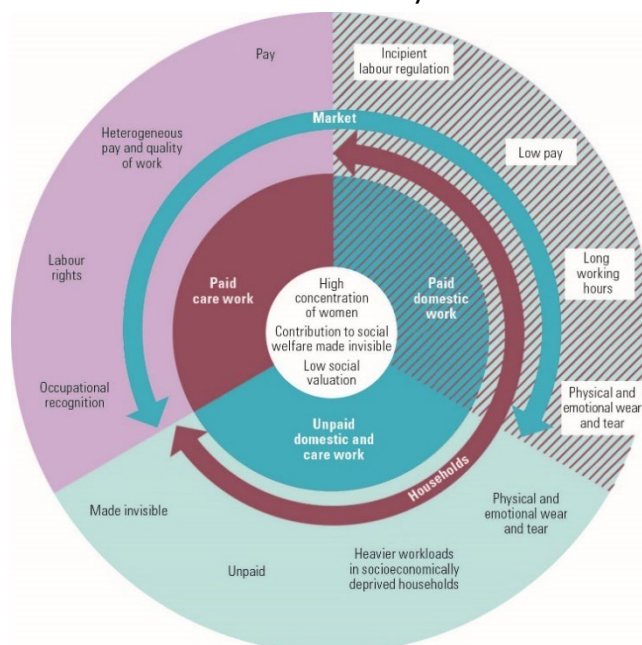 Pay
Incipient
labour regulation
Market
Heterogeneous
pay and quality
of work
Low pay
Labour
rights
Paid
care work
High
concentration
of women
Contribution to social
welfare made invisible
Low social
valuation
Paid
domestic
work
Long
working
hours
Occupational
recognition
Physical and
emotional wear
and tear
Unpaid
domestic and
care work
Households
Made invisible
Physical and
emotional wear
and tear
Unpaid
Heavier workloads
in socioeconomically
deprived households